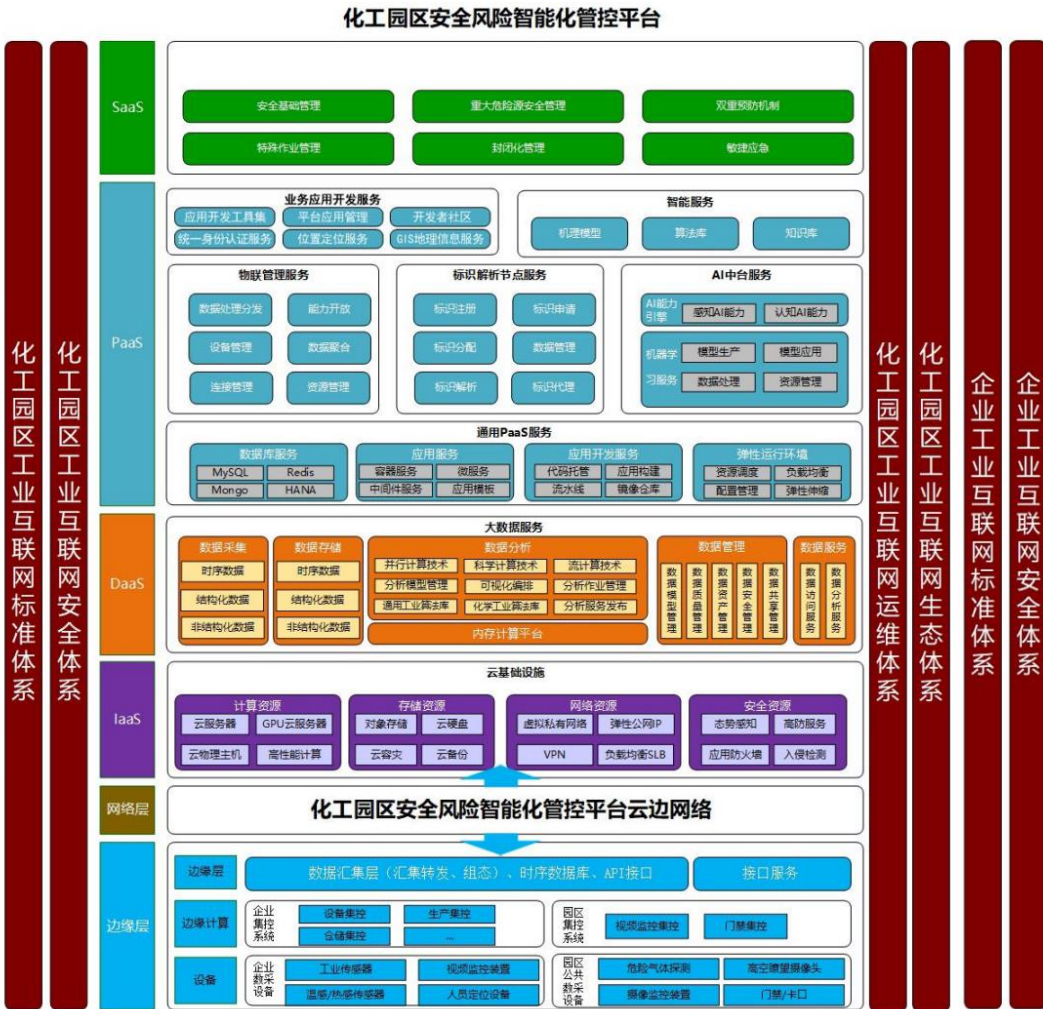 化工园区安全风险智能化管控平台
化工园区工业互联网标准体系
化工园区工业互联网安全体系
SaaS
安全基础管理
重大危险源安全管理
双重预防机制
特殊作业管理
封闭化管理
敏捷应急
PaaS
业务应用开发服务
应用开发工具集
平台应用管理
开发者社区
统一身份认证服务
位置定位服务
GIS地理信息服务
智能服务
机理模型
算法库
知识库
物联管理服务
数据处理分发
能力开放
设备管理
数据聚合
连接管理
资源管理
标识解析节点服务
标识注册
标识申请
标识分配
数据管理
标识解析
标识代理
AI中台服务
AI能力
引擎
感知AI能力
认知AI能力
机器学
习服务
模型生产
模型应用
数据处理
资源管理
通用PaaS服务
数据库服务
MySQL
Redis
Mongo
HANA
应用服务
容器服务
微服务
中间件服务
应用模板
应用开发服务
代码托管
应用构建
流水线
镜像仓库
弹性运行环境
资源调度
负载均衡
配置管理
弹性伸缩
DaaS
大数据服务
数据采集
时序数据
结构化数据
非结构化数据
数据存储
时序数据
结构化数据
非结构化数据
数据分析
并行计算技术
科学计算技术
流计算技术
分析模型管理
可视化编排
分析作业管理
通用工业算法库
化学工业算法库
分析服务发布
内存计算平台
数据管理
数据模型管理
数据质量管理
数据资产管理
数据安全管理
数据共享管理
数据服务
数据访问服务
数据分析服务
IaaS
云基础设施
计算资源
云服务器
GPU云服务器
云物理主机
高性能计算
存储资源
对象存储
云硬盘
云容灾
云备份
网络资源
虚拟私有网络
弹性公网IP
VPN
负载均衡SLB
安全资源
态势感知
高防服务
应用防火墙
入侵检测
网络层
化工园区安全风险智能化管控平台云边网络
边缘层
边缘层
数据汇集层（汇集转发、组态）、时序数据库、API接口
接口服务
边缘计算
企业
集控
系统
设备集控
生产集控
仓储集控
...
园区
集控
系统
视频监控集控
门禁集控
设备
企业
数采
设备
工业传感器
视频监控装置
温感/热感传感器
人员定位设备
园区
公共
数采
设备
危险气体探测
高空瞭望摄像头
摄像监控装置
门禁/卡口
化工园区工业互联网运维体系
化工园区工业互联网生态体系
企业工业互联网标准体系
企业工业互联网安全体系